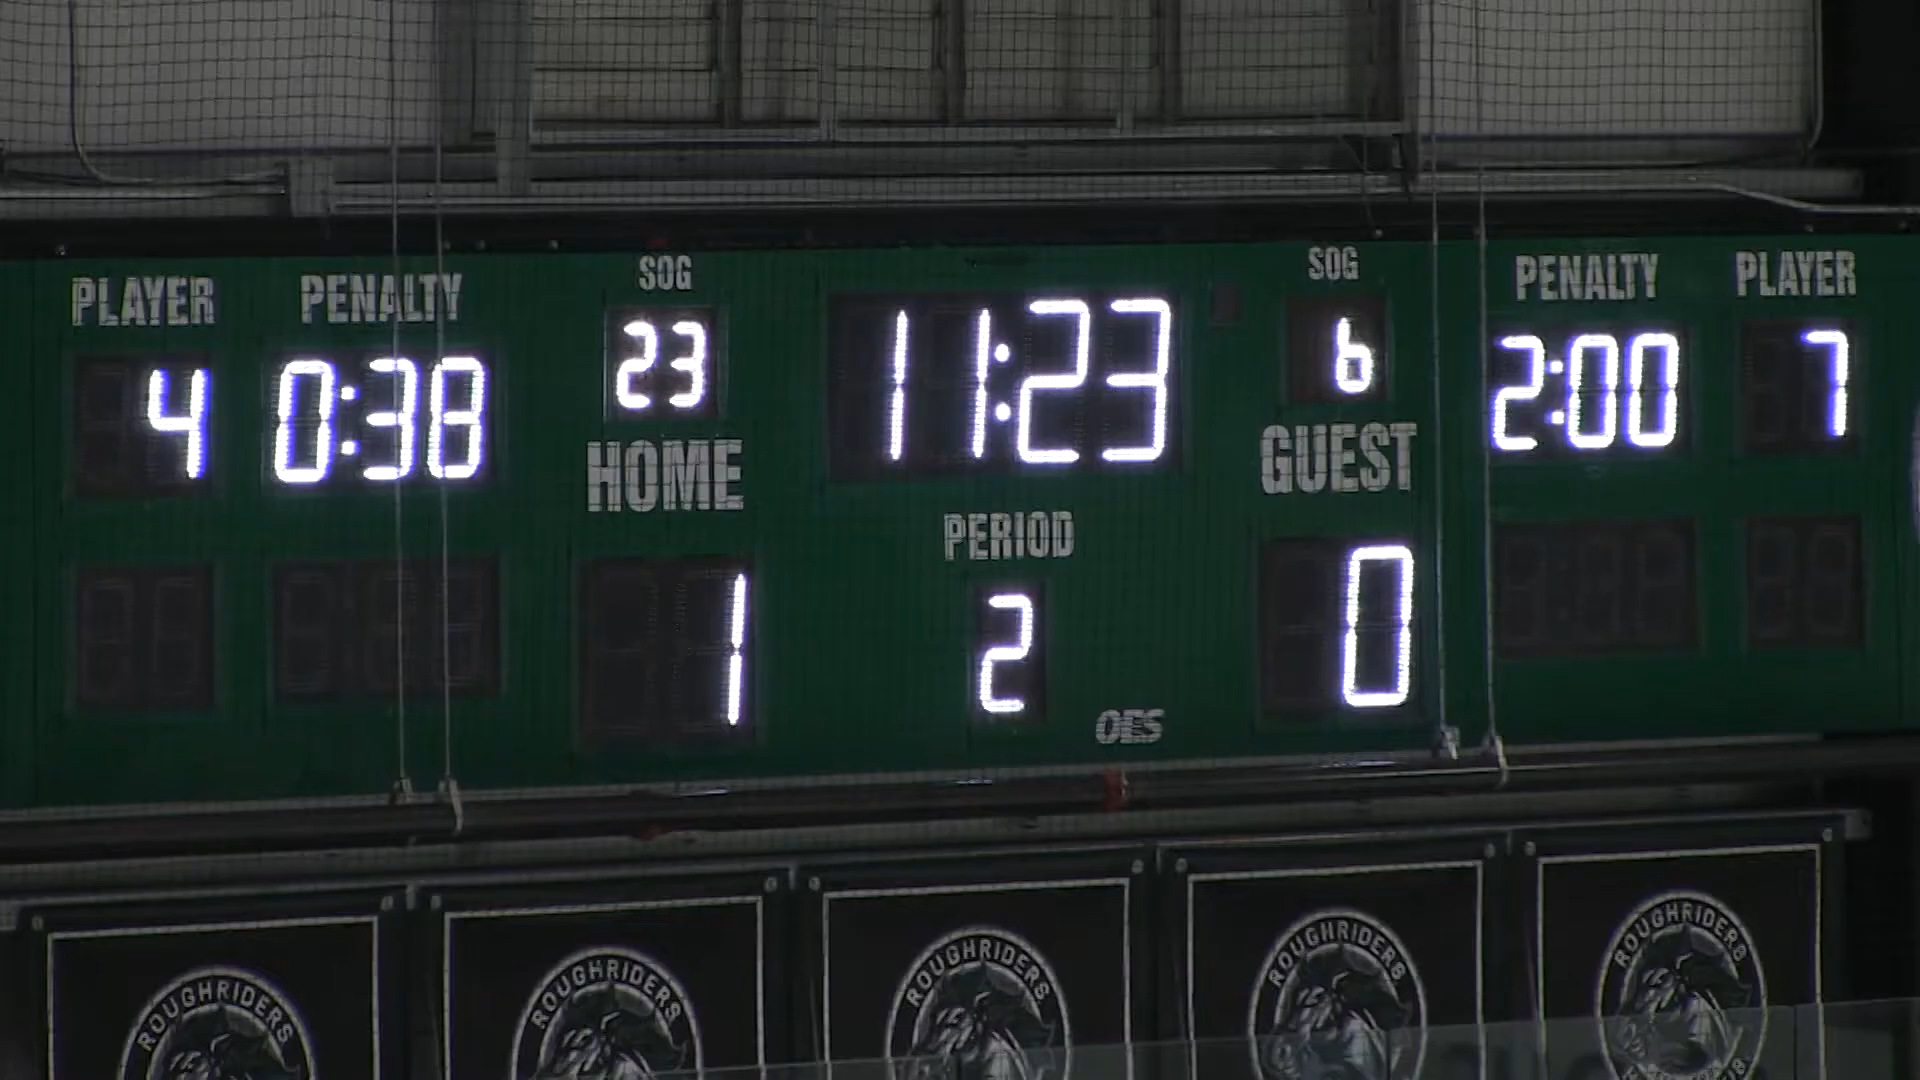 PLAYER PENALTY SOG SOG PENALTY PLAYER
4 0:38 23 11:23 6 2:00 7
HOME GUEST
PERIOD
1 2 0
OES
ROUGHRIDERS ROUGHRIDERS ROUGHRIDERS ROUGHRIDERS ROUGHRIDERS